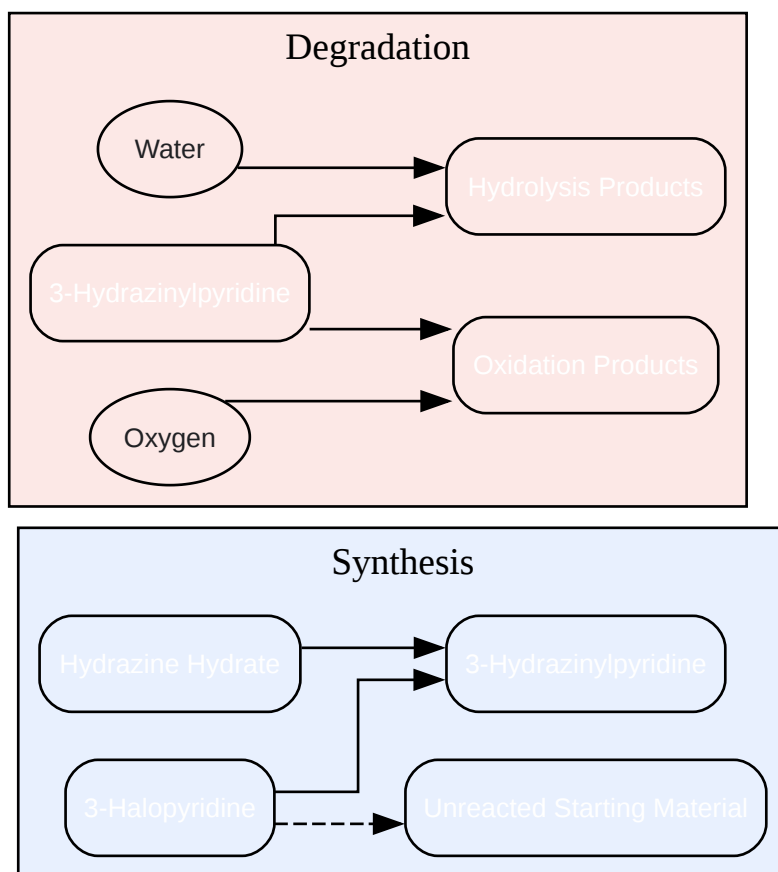 Degradation
Water
Hydrolysis Products
3-Hydrazinylpyridine
Oxidation Products
Oxygen
Synthesis
Hydrazine Hydrate
3-Hydrazinylpyridine
3-Halopyridine
Unreacted Starting Material